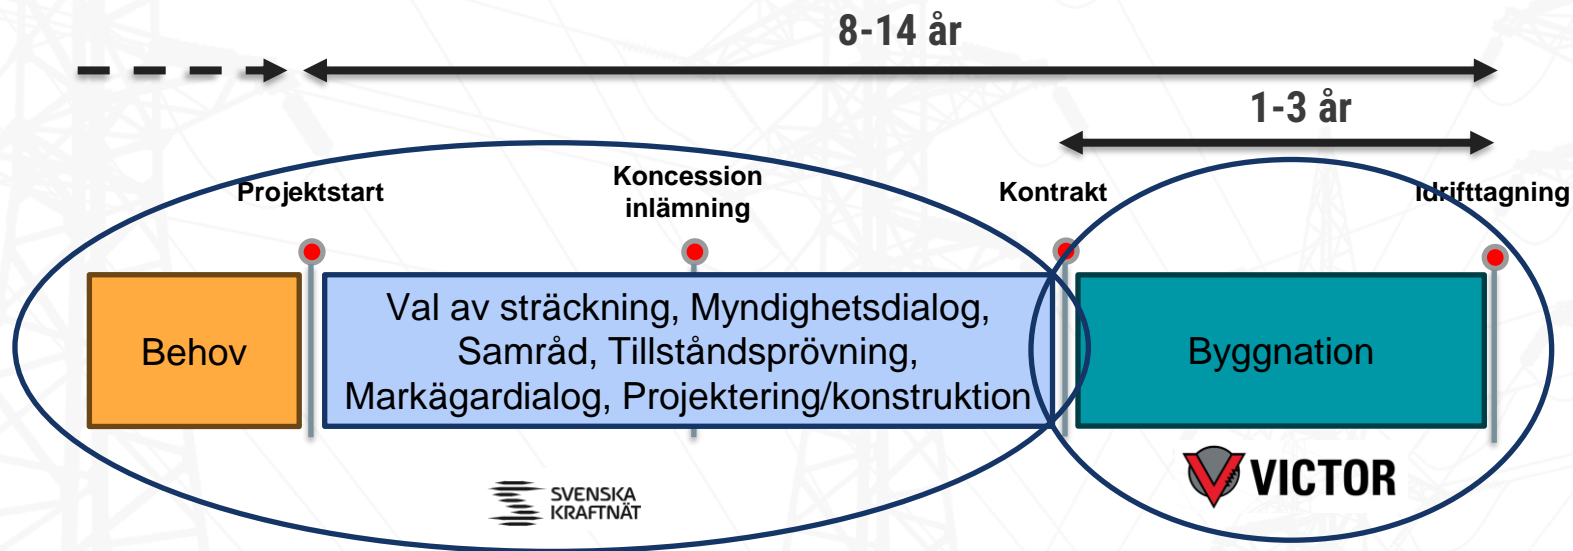 8-14 år
1-3 år
Projektstart
Koncession
inlämning
Kontrakt
Idrifttagning
Behov
Val av sträckning, Myndighetsdialog,
Samråd, Tillståndsprövning,
Markägardialog, Projektering/konstruktion
Byggnation
SVENSKA
KRAFTNÄT
VICTOR